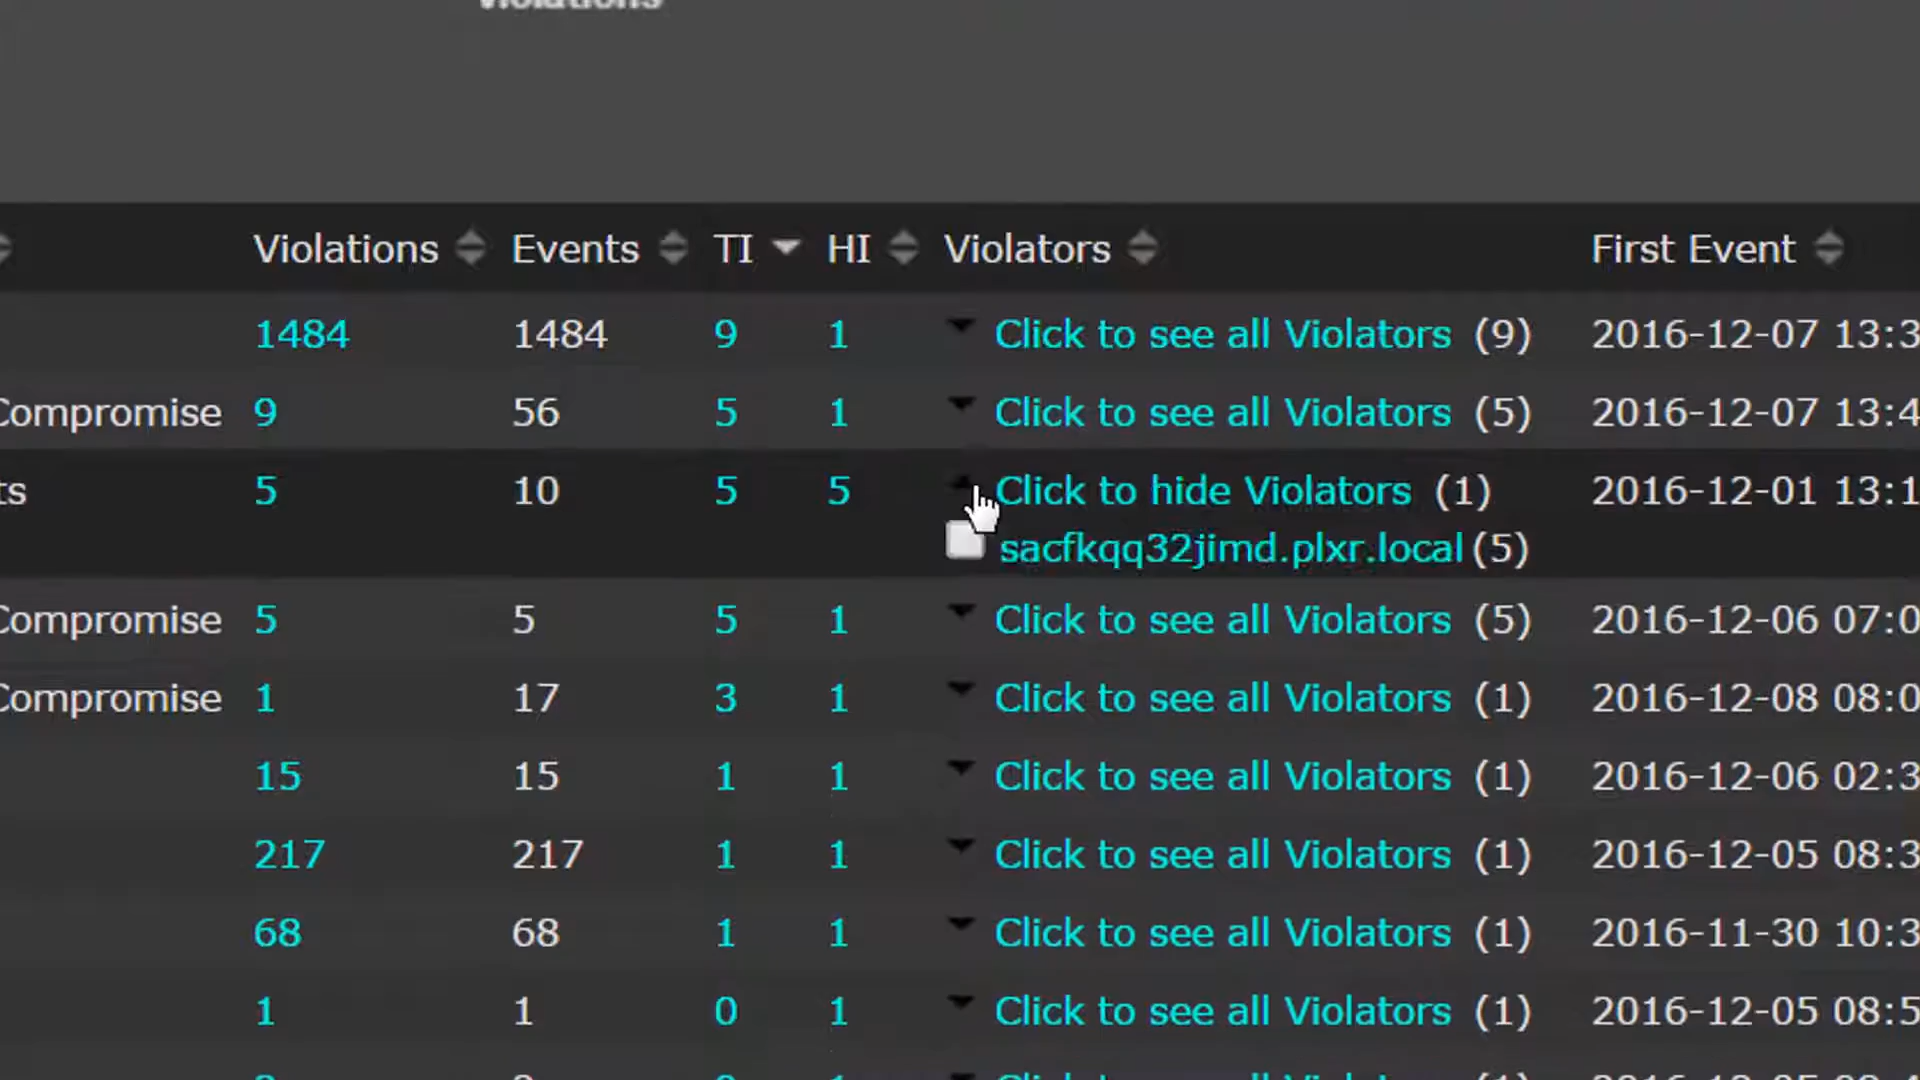 Violations
Violations Events TI HI Violators First Event
1484 1484 9 1 Click to see all Violators (9) 2016-12-07 13:3
Compromise 9 56 5 1 Click to see all Violators (5) 2016-12-07 13:4
ts 5 10 5 5 Click to hide Violators (1) 2016-12-01 13:1
sacfkqq32jimd.plxr.local (5)
Compromise 5 5 5 1 Click to see all Violators (5) 2016-12-06 07:0
Compromise 1 17 3 1 Click to see all Violators (1) 2016-12-08 08:0
15 15 1 1 Click to see all Violators (1) 2016-12-06 02:3
217 217 1 1 Click to see all Violators (1) 2016-12-05 08:3
68 68 1 1 Click to see all Violators (1) 2016-11-30 10:3
1 1 0 1 Click to see all Violators (1) 2016-12-05 08:5
Click to see all Violators